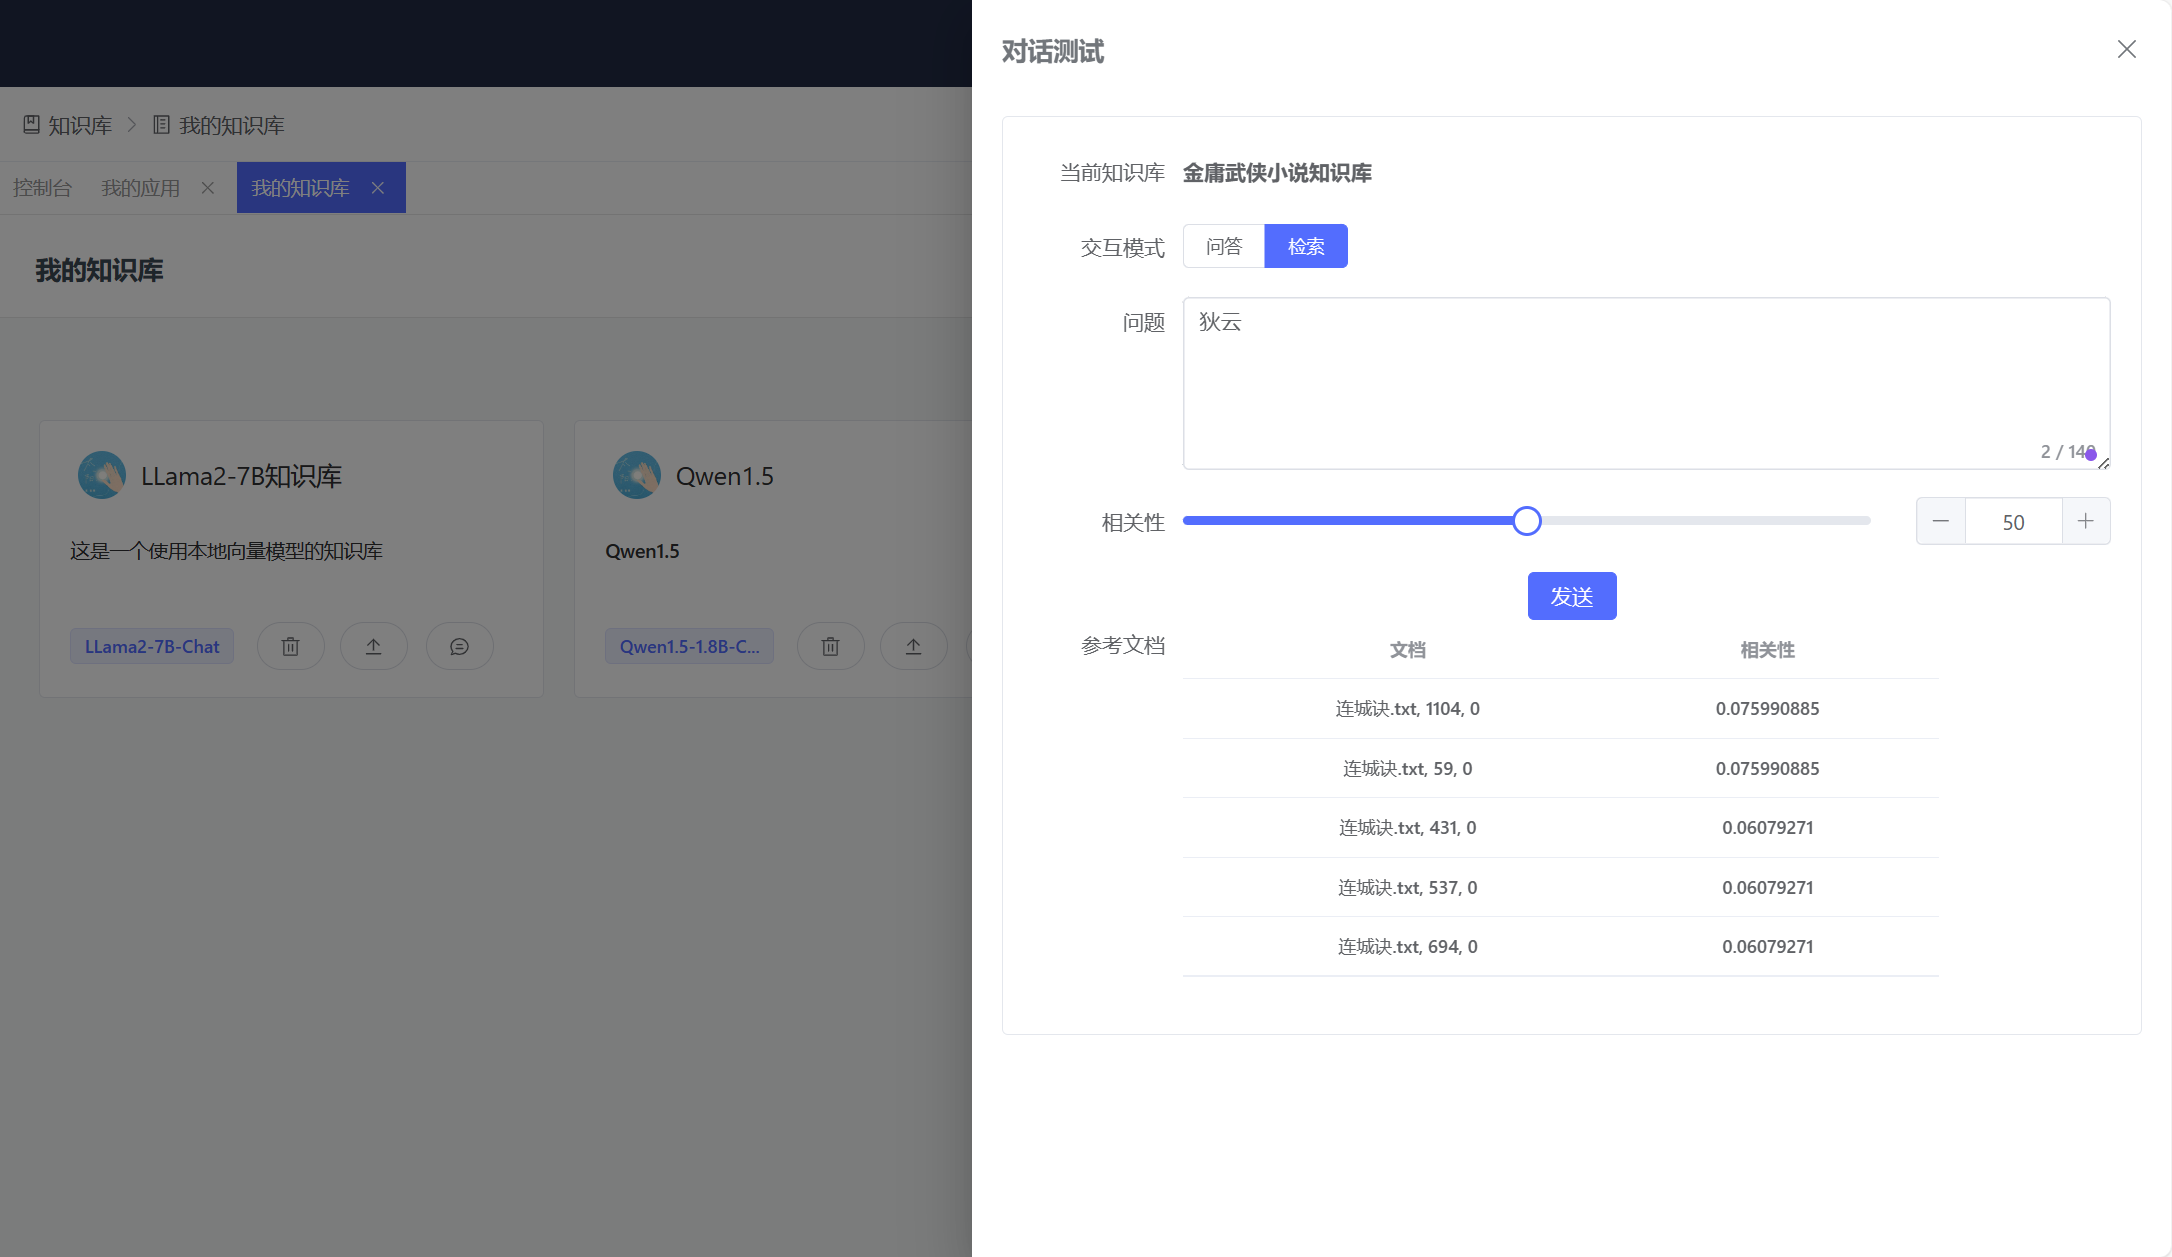 知识库 我的知识库
控制台 我的应用 我的知识库
我的知识库
LLama2-7B知识库
这是一个使用本地向量模型的知识库
LLama2-7B-Chat
Qwen1.5
Qwen1.5
Qwen1.5-1.8B-C...
对话测试
当前知识库 金庸武侠小说知识库
交互模式 问答 检索
问题 狄云
2 / 140
相关性 50
发送
参考文档 文档 相关性
连城诀.txt, 1104, 0 0.075990885
连城诀.txt, 59, 0 0.075990885
连城诀.txt, 431, 0 0.06079271
连城诀.txt, 537, 0 0.06079271
连城诀.txt, 694, 0 0.06079271